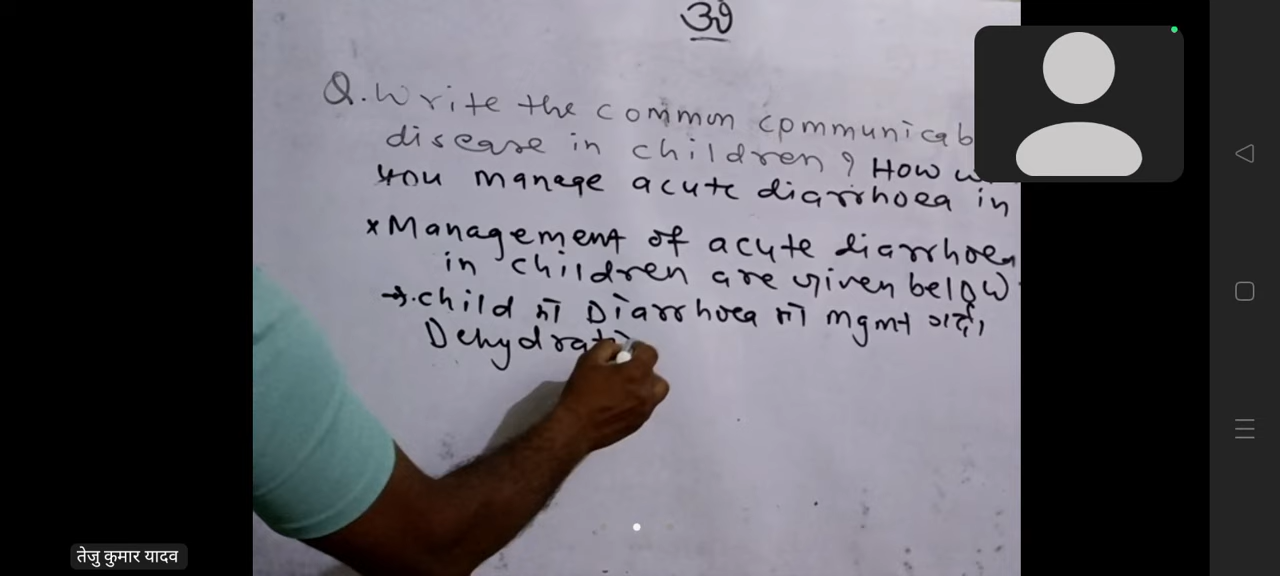 ॐ
Q. Write the common communicab
disease in children? How w
you manage acute diarrhoea in
* Management of acute diarrhoea
in children are given below
→ . child को Diarrhoea को mgmt गर्दा
Dehydrati
तेजु कुमार यादव